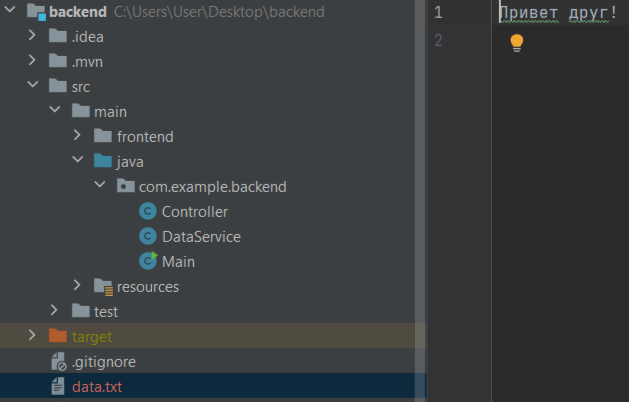 backend C:\Users\User\Desktop\backend
.idea
.mvn
src
main
frontend
java
com.example.backend
Controller
DataService
Main
resources
test
target
.gitignore
data.txt
1 Привет друг!
2